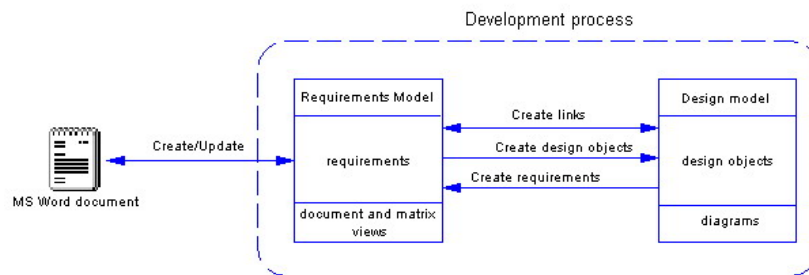 Development process
Requirements Model
Design model
Create links
Create/Update
Create design objects
requirements
design objects
Create requirements
MS Word document
document and matrix
views
diagrams